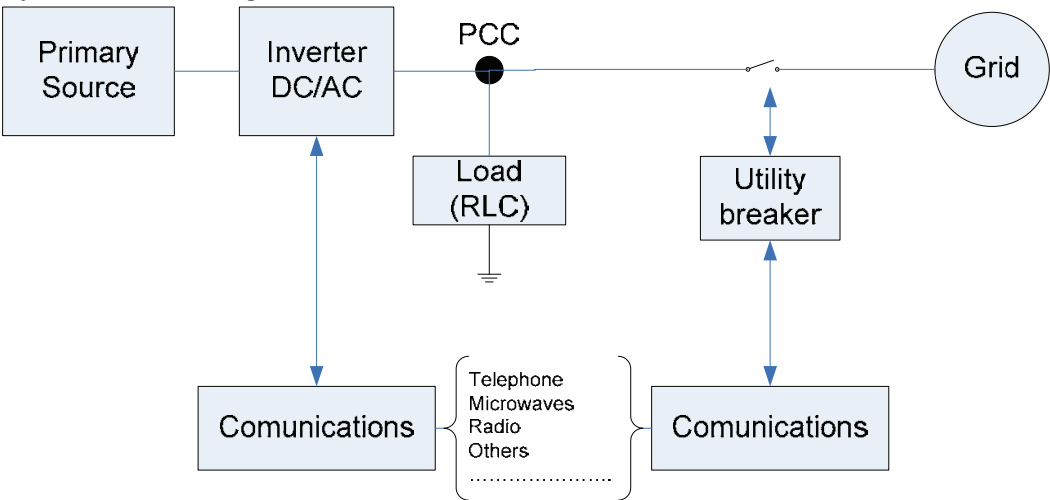 Primary
Source
Inverter
DC/AC
PCC
Grid
Load
(RLC)
Utility
breaker
Comunications
Telephone
Microwaves
Radio
Others
......................
Comunications